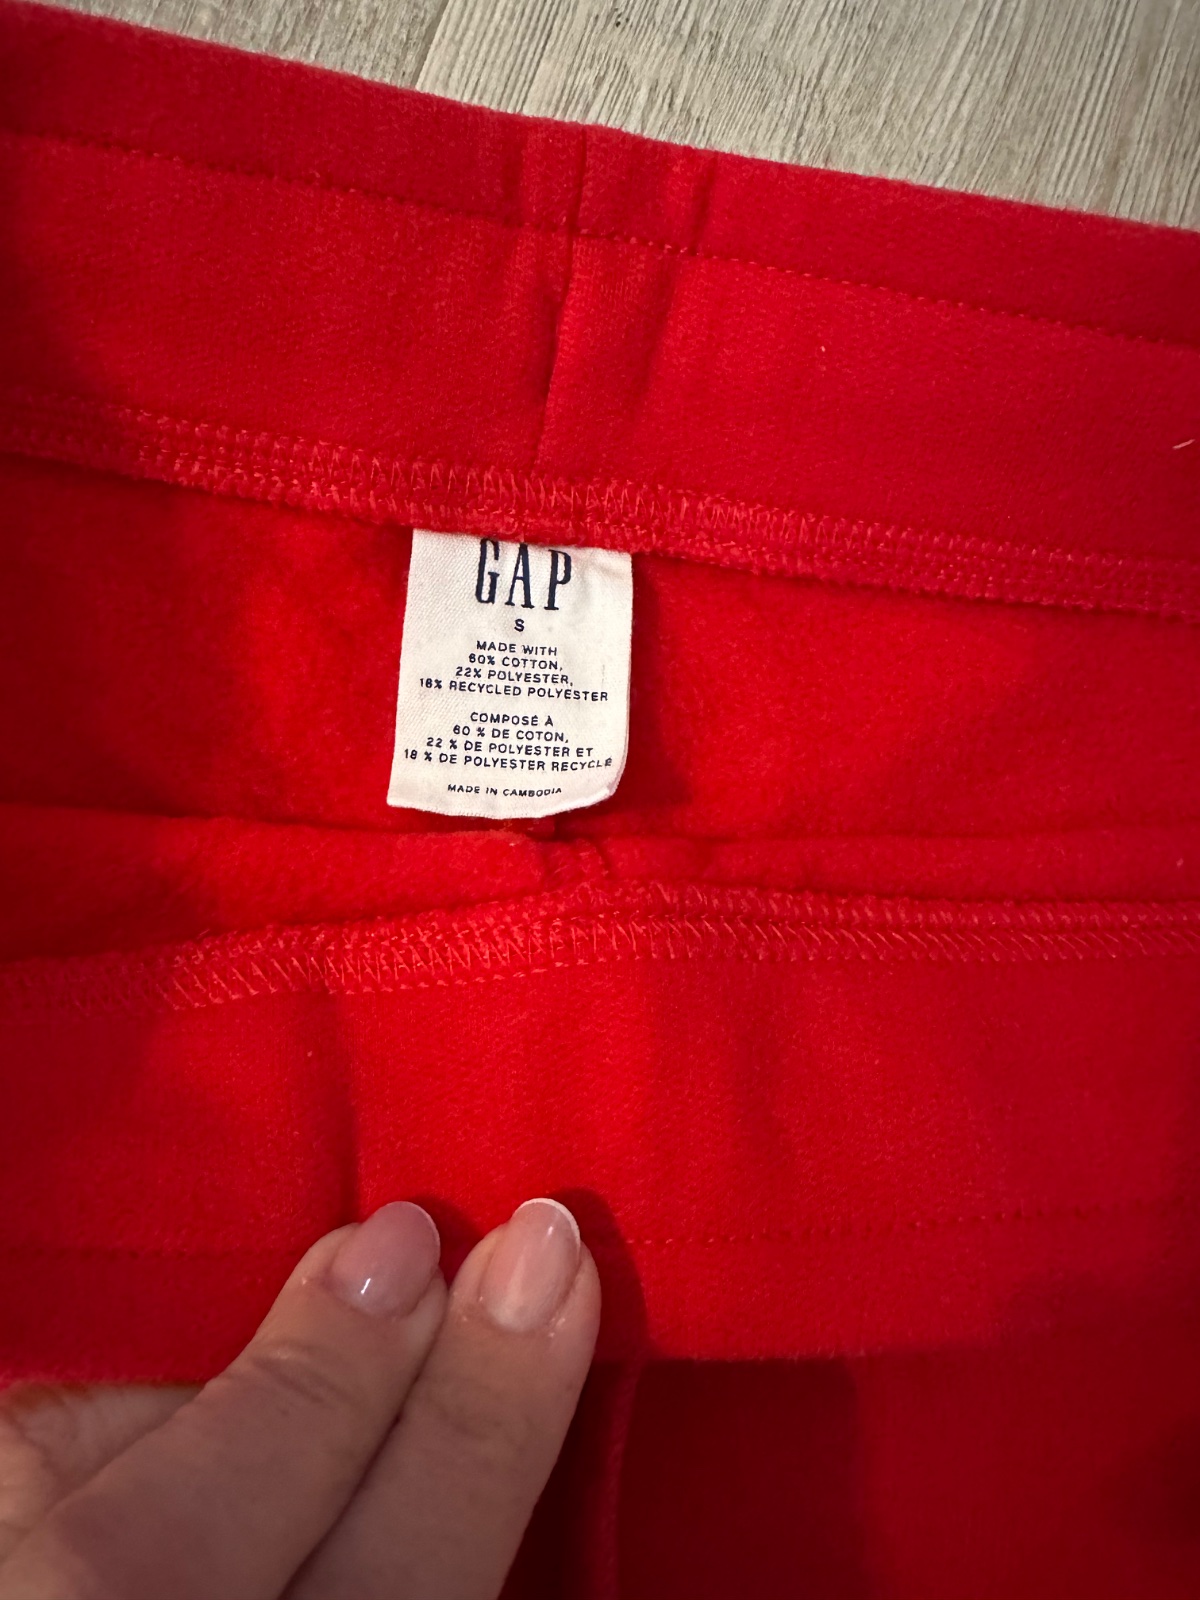 GAP
S
MADE WITH
60% COTTON,
22% POLYESTER,
18% RECYCLED POLYESTER
COMPOSÉ À
60 % DE COTON,
22 % DE POLYESTER ET
18 % DE POLYESTER RECYCLÉ
MADE IN CAMBODIA